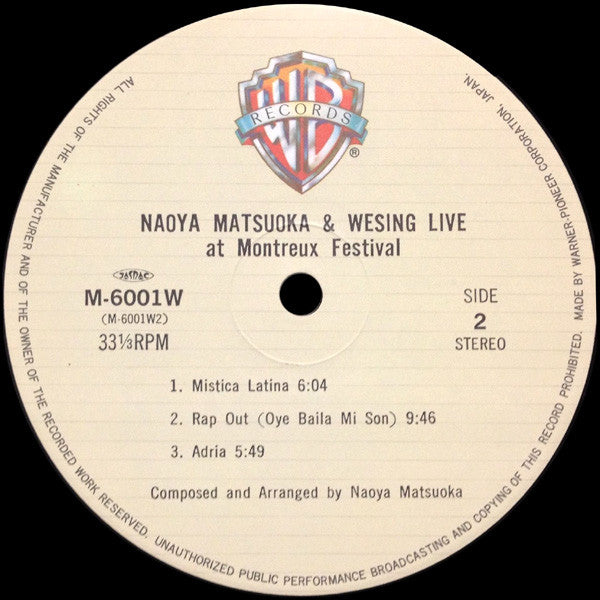 WB
RECORDS
®
NAOYA MATSUOKA & WESING LIVE
at Montreux Festival
JASRAC
M-6001W
(M-6001W2)
33⅓RPM
SIDE
2
STEREO
1. Mistica Latina 6:04
2. Rap Out (Oye Baila Mi Son) 9:46
3. Adria 5:49
Composed and Arranged by Naoya Matsuoka
ALL RIGHTS OF THE MANUFACTURER AND OF THE OWNER OF THE RECORDED WORK RESERVED. UNAUTHORIZED PUBLIC PERFORMANCE BROADCASTING AND COPYING OF THIS RECORD PROHIBITED. MADE BY WARNER-PIONEER CORPORATION, JAPAN.